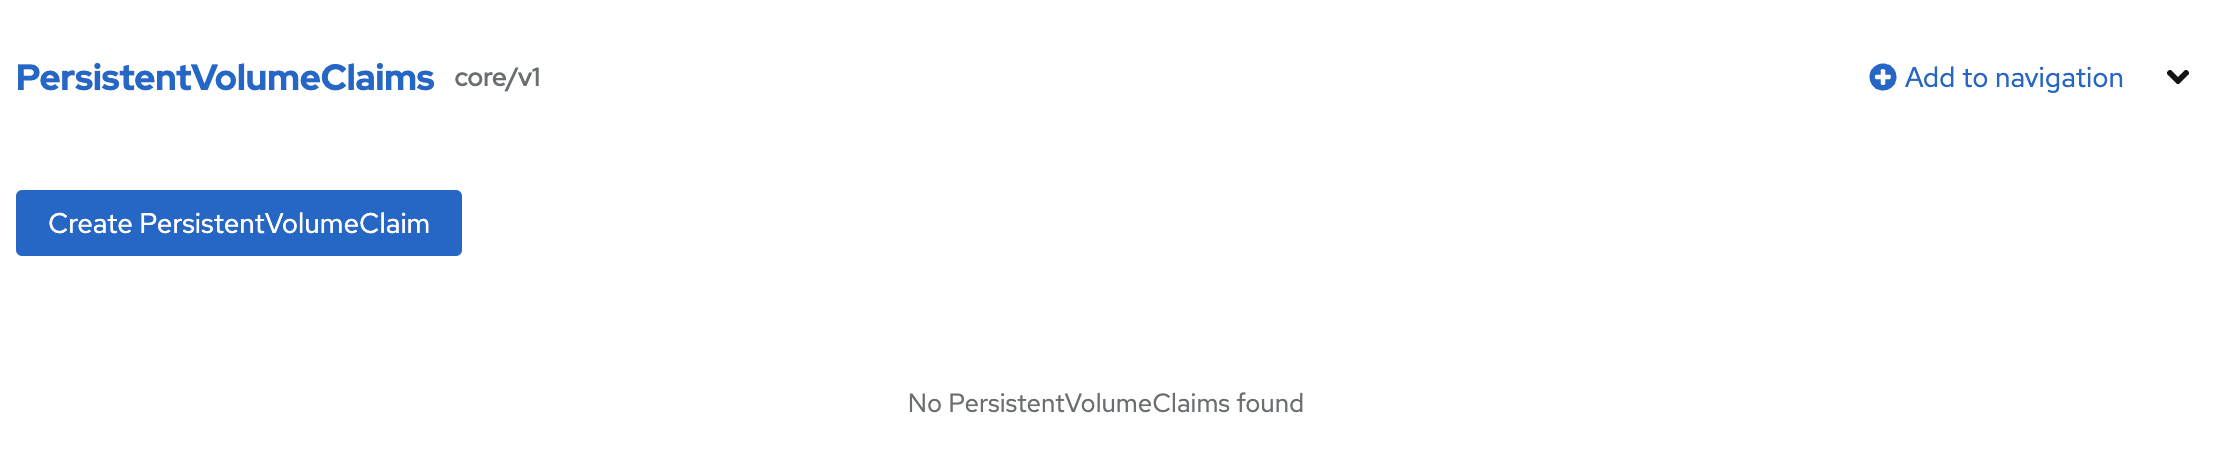 PersistentVolumeClaims core/v1
Add to navigation
Create PersistentVolumeClaim
No PersistentVolumeClaims found